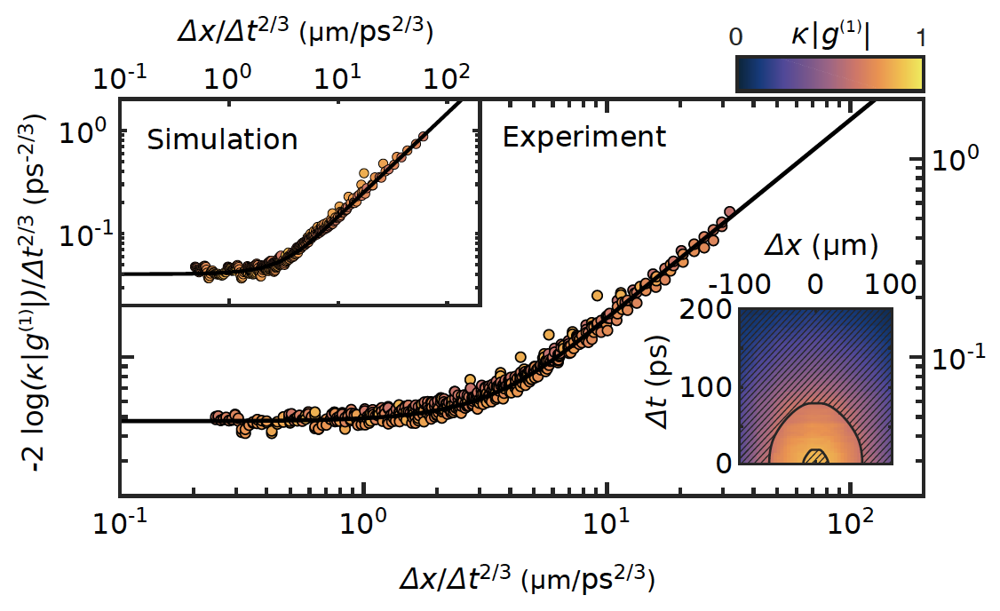 Δx/Δt^2/3 (μm/ps^2/3)
0 κ|g^(1)| 1
10^-1 10^0 10^1 10^2
Simulation
Experiment
10^0
10^-1
10^0
10^-1
-2 log(κ|g^(1)|)/Δt^2/3 (ps^-2/3)
Δx (μm)
-100 0 100
200
100
0
Δt (ps)
10^-1 10^0 10^1 10^2
Δx/Δt^2/3 (μm/ps^2/3)